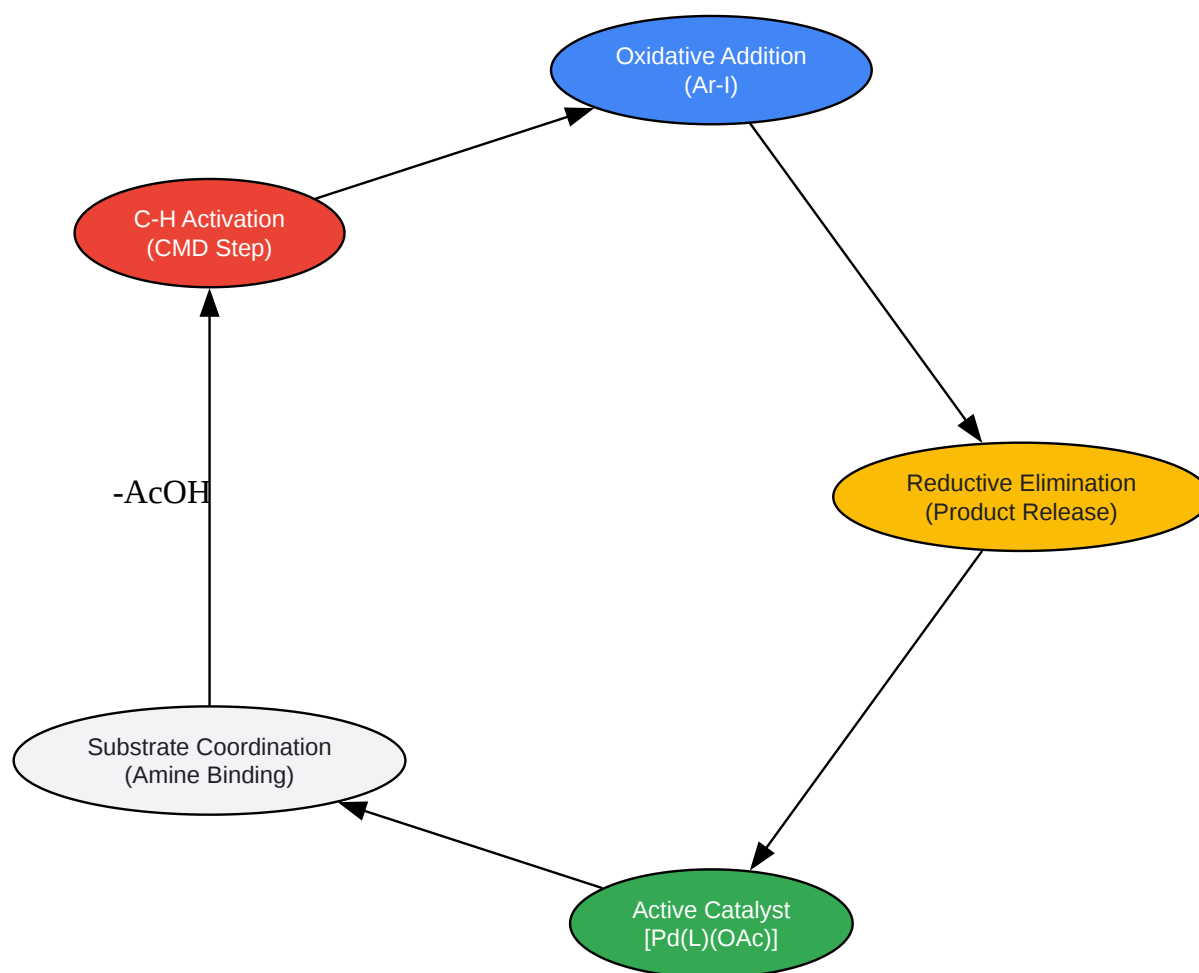 Oxidative Addition
(Ar-I)
C-H Activation
(CMD Step)
Reductive Elimination
(Product Release)
-AcOH
Substrate Coordination
(Amine Binding)
Active Catalyst
[Pd(L)(OAc)]